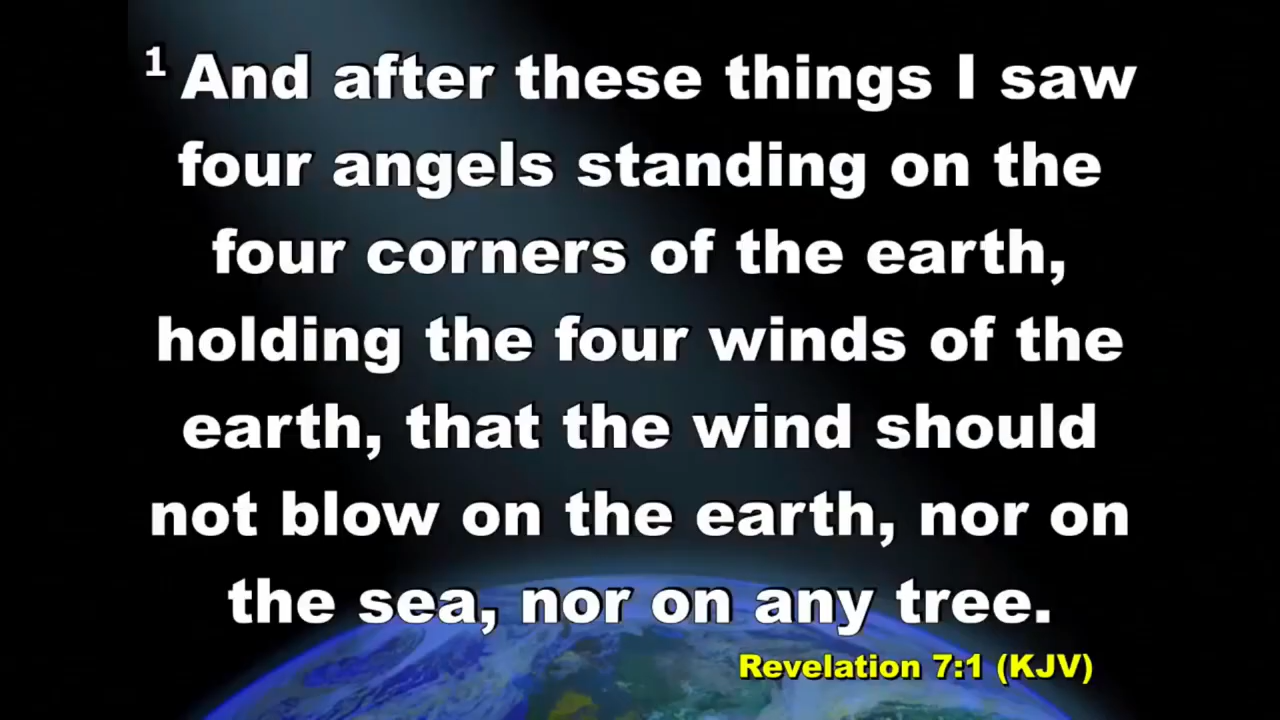 1 And after these things I saw
four angels standing on the
four corners of the earth,
holding the four winds of the
earth, that the wind should
not blow on the earth, nor on
the sea, nor on any tree.
Revelation 7:1 (KJV)